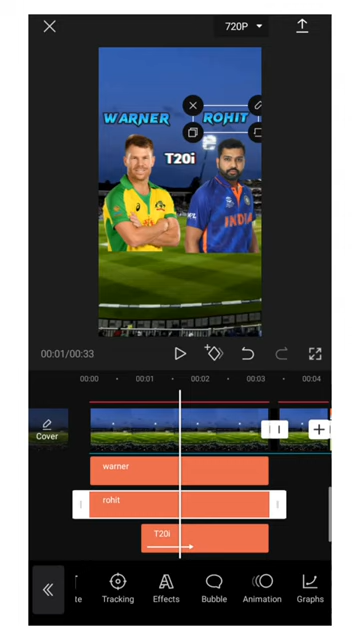 720P
WARNER
ROHIT
T20i
INDIA
00:01/00:33
00:00
00:01
00:02
00:03
00:04
Cover
warner
rohit
T20i
te
Tracking
Effects
Bubble
Animation
Graphs